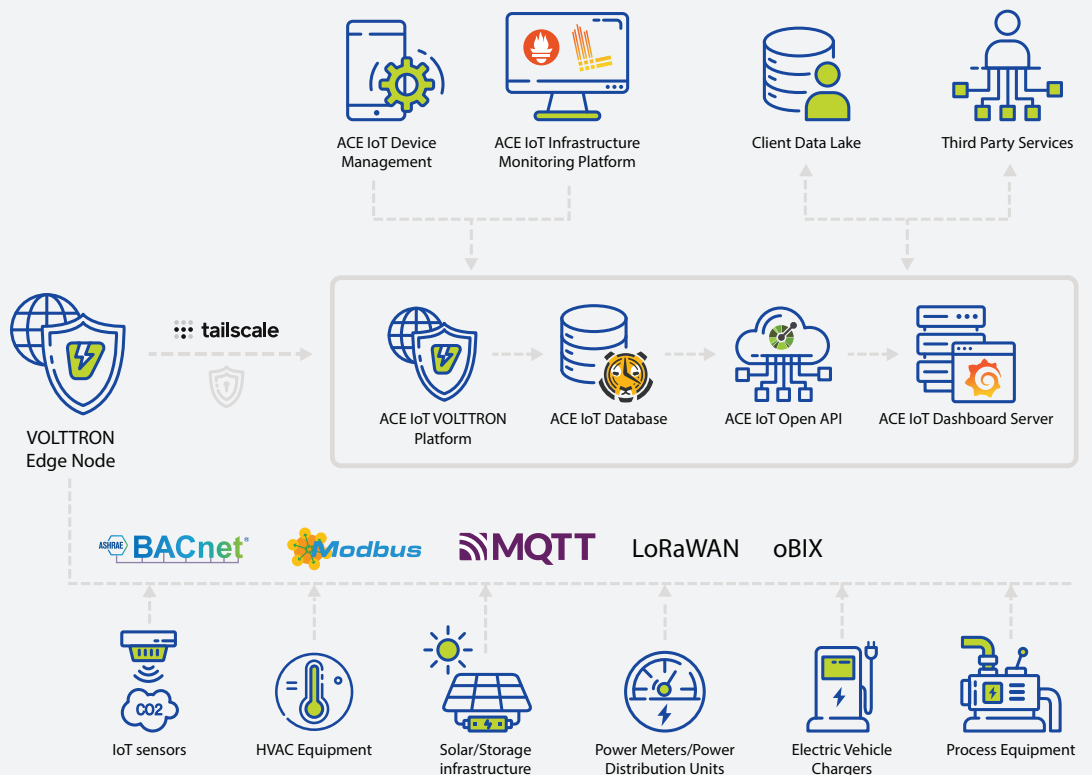 ACE IoT Device
Management
ACE IoT Infrastructure
Monitoring Platform
Client Data Lake
Third Party Services
tailscale
VOLTTRON
Edge Node
ACE IoT VOLTTRON
Platform
ACE IoT Database
ACE IoT Open API
ACE IoT Dashboard Server
ASHRAE BACnet®
Modbus
MQTT
LoRaWAN
oBIX
CO2
IoT sensors
HVAC Equipment
Solar/Storage
infrastructure
Power Meters/Power
Distribution Units
Electric Vehicle
Chargers
Process Equipment